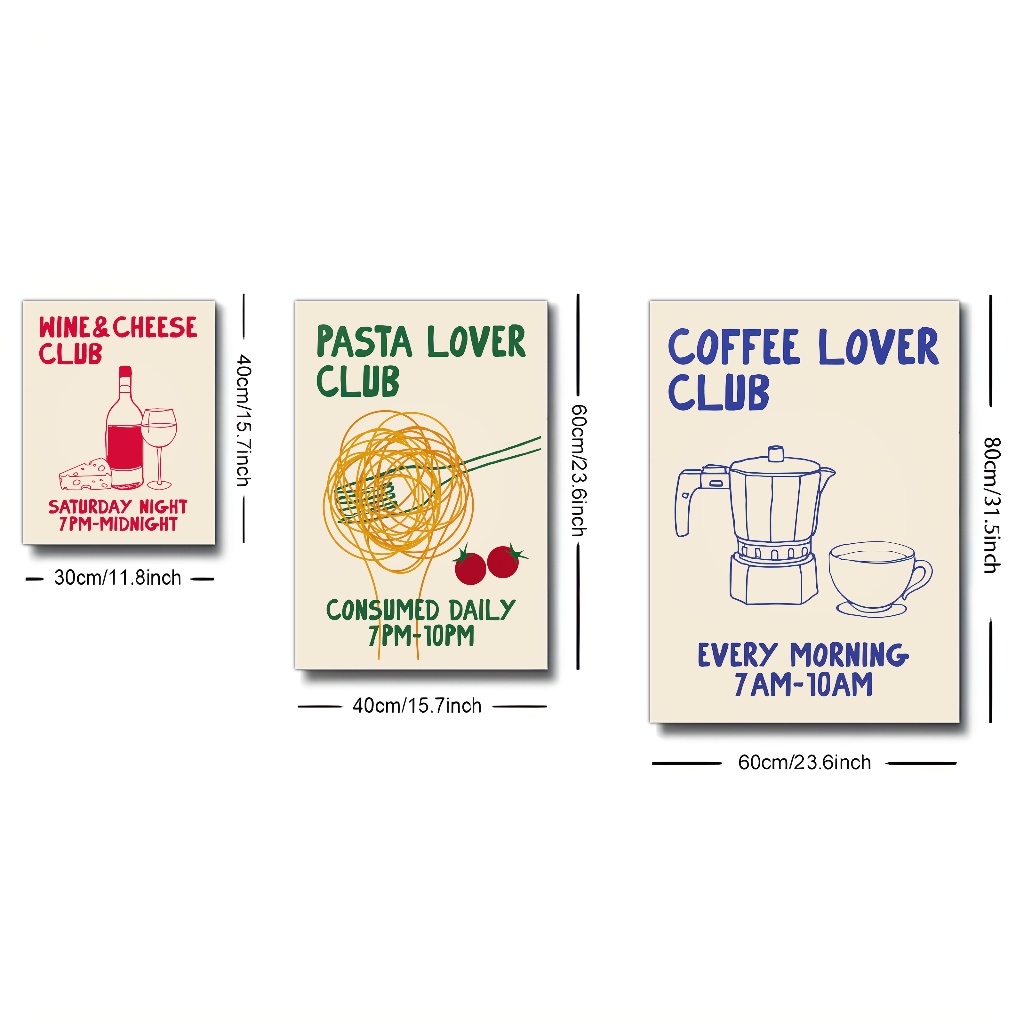 WINE & CHEESE
CLUB
SATURDAY NIGHT
7PM-MIDNIGHT
40cm/15.7inch
30cm/11.8inch
PASTA LOVER
CLUB
CONSUMED DAILY
7PM-10PM
60cm/23.6inch
40cm/15.7inch
COFFEE LOVER
CLUB
EVERY MORNING
7AM-10AM
80cm/31.5inch
60cm/23.6inch